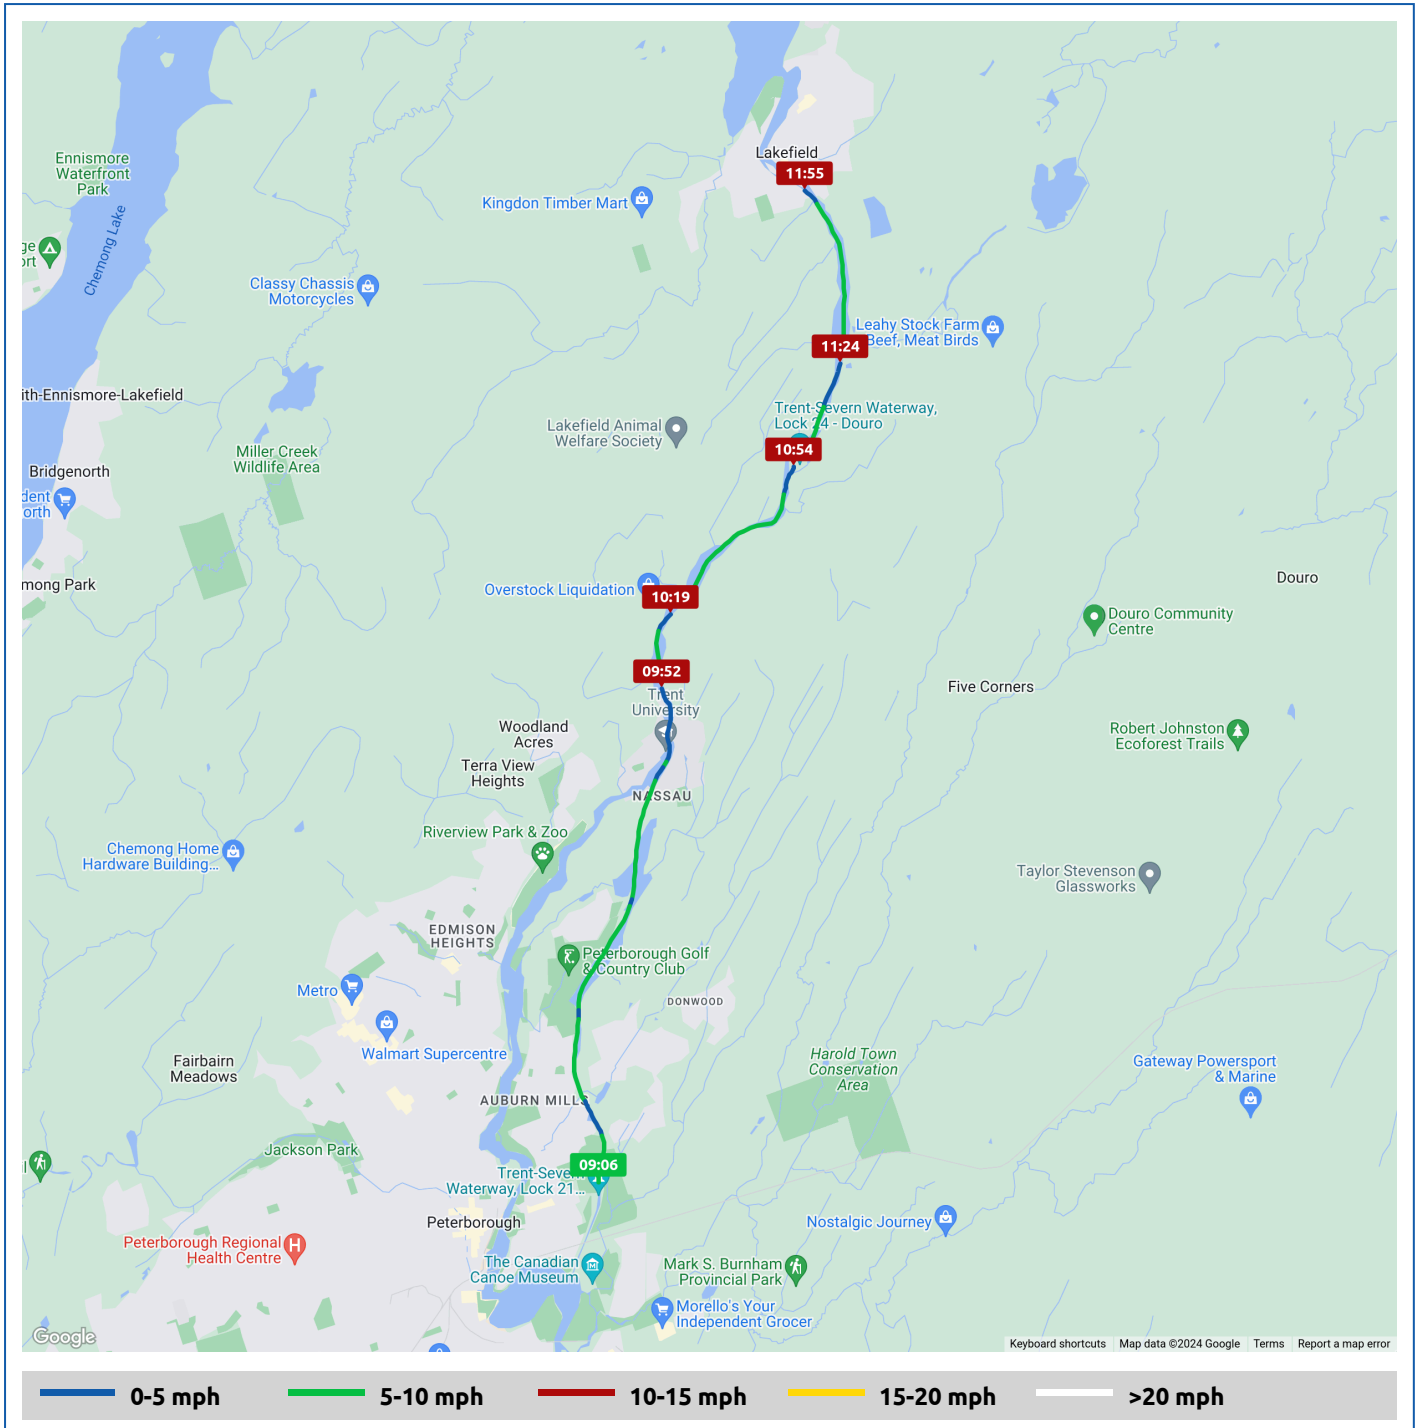 Lakefield
11:55
Ennismore
Waterfront
Park
Kingdon Timber Mart
Chemong Lake
ge
ort
Classy Chassis
Motorcycles
Leahy Stock Farm
Beef, Meat Birds
11:24
ith-Ennismore-Lakefield
Trent-Severn Waterway,
Lock 24 - Douro
Lakefield Animal
Welfare Society
10:54
Miller Creek
Wildlife Area
Bridgenorth
dent
orth
mong Park
Overstock Liquidation
10:19
Douro
Douro Community
Centre
09:52
Trent
University
Five Corners
Woodland
Acres
Terra View
Heights
Robert Johnston
Ecoforest Trails
NASSAU
Riverview Park & Zoo
Chemong Home
Hardware Building...
Taylor Stevenson
Glassworks
EDMISON
HEIGHTS
Peterborough Golf
& Country Club
Metro
DONWOOD
Walmart Supercentre
Fairbairn
Meadows
Harold Town
Conservation
Area
Gateway Powersport
& Marine
AUBURN MILLS
Jackson Park
l
09:06
Trent-Seve
Waterway, Lock 21...
Peterborough
Nostalgic Journey
Peterborough Regional
Health Centre
H
The Canadian
Canoe Museum
Mark S. Burnham
Provincial Park
Morello's Your
Independent Grocer
Google
Keyboard shortcuts
Map data ©2024 Google
Terms
Report a map error
0-5 mph
5-10 mph
10-15 mph
15-20 mph
>20 mph